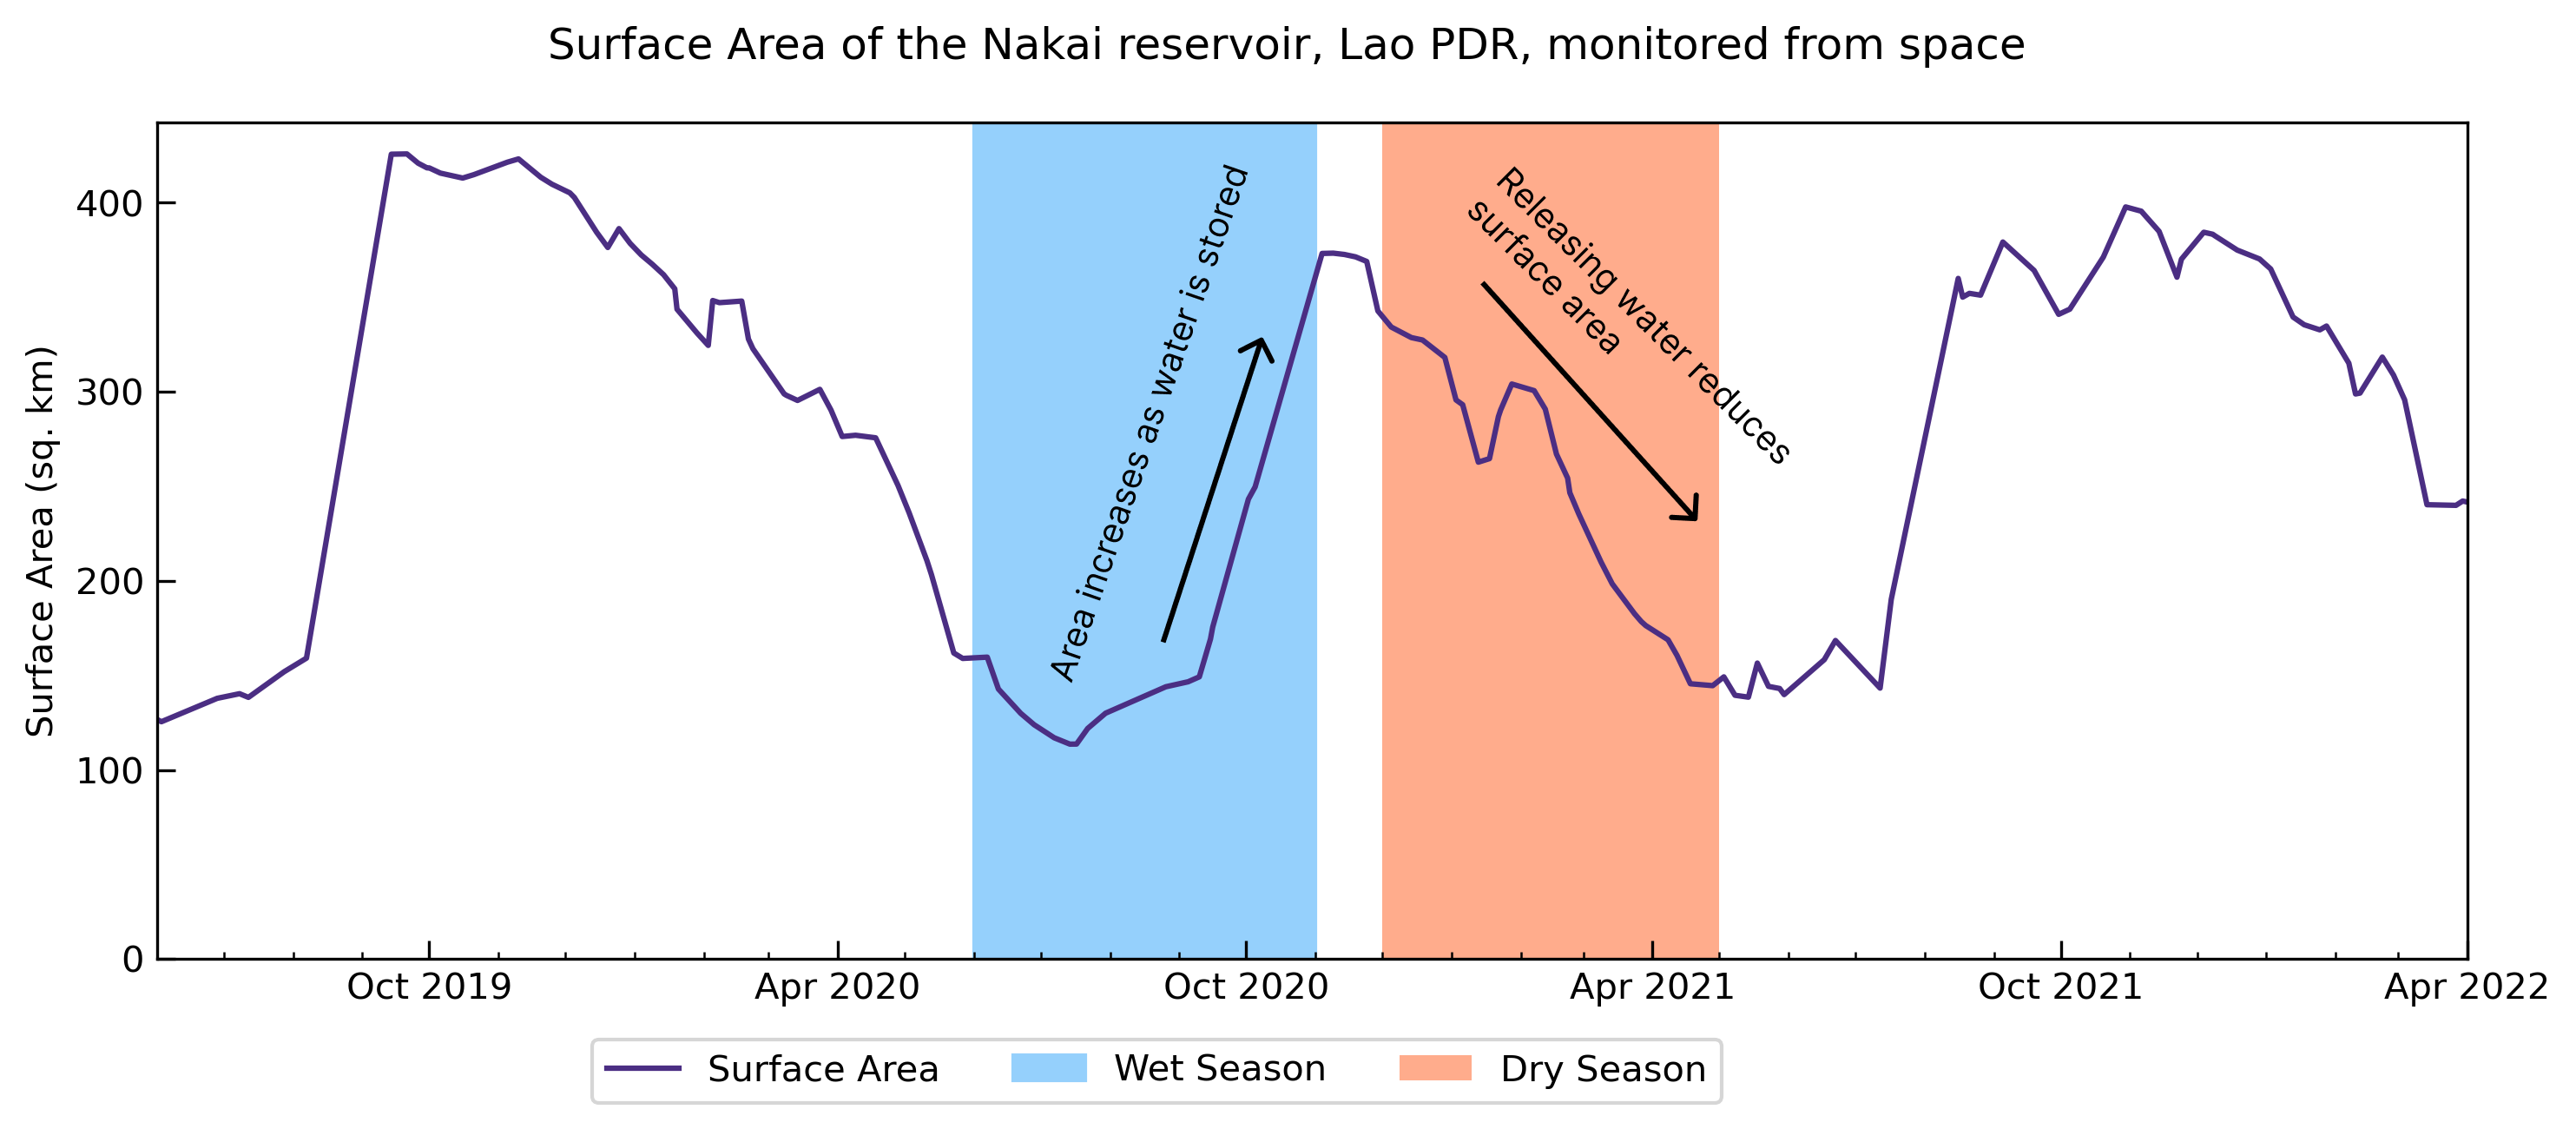 Surface Area of the Nakai reservoir, Lao PDR, monitored from space
Surface Area (sq. km)
400
300
200
100
0
Area increases as water is stored
Releasing water reduces
surface area
Oct 2019
Apr 2020
Oct 2020
Apr 2021
Oct 2021
Apr 2022
Surface Area
Wet Season
Dry Season